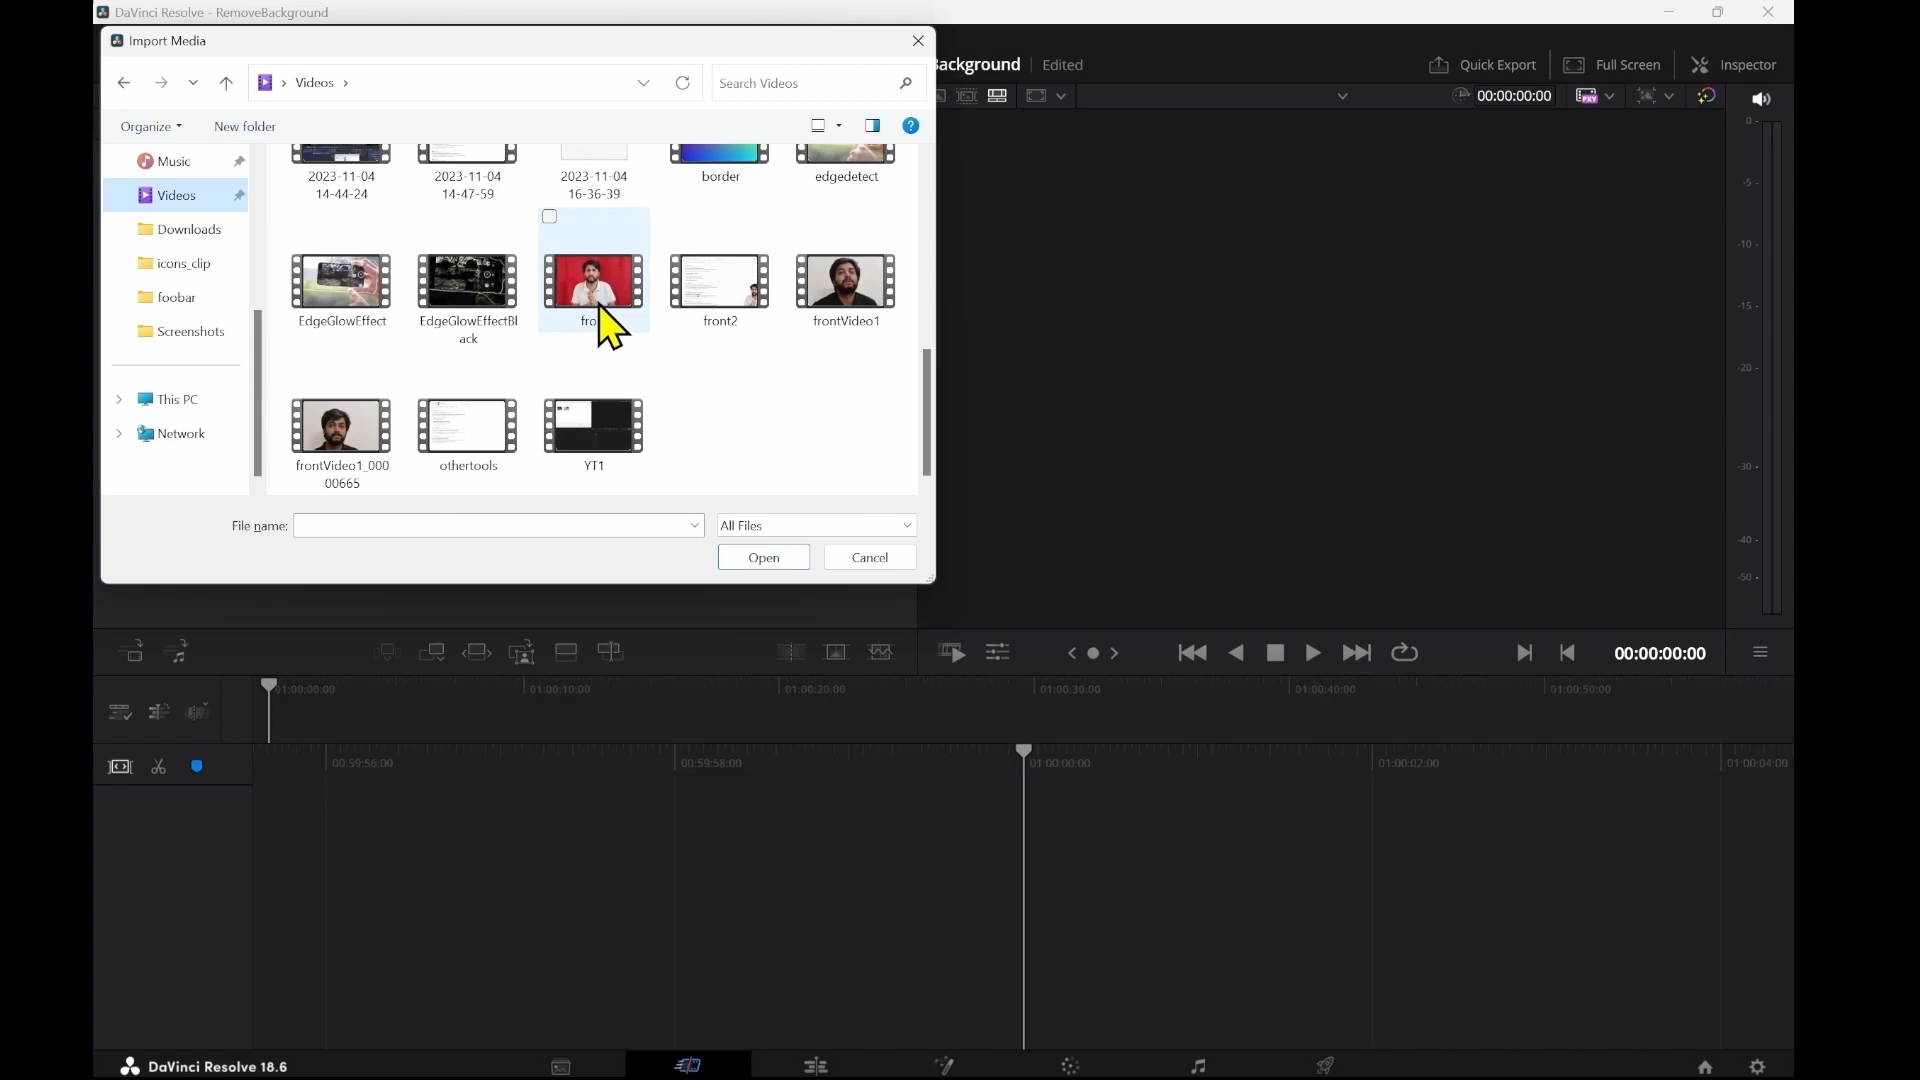 DaVinci Resolve - RemoveBackground
Import Media
Videos
Search Videos
Organize
New folder
Background
Edited
Quick Export
Full Screen
Inspector
00:00:00:00
Music
Videos
Downloads
icons_clip
foobar
Screenshots
This PC
Network
2023-11-04
14-44-24
2023-11-04
14-47-59
2023-11-04
16-36-39
border
edgedetect
EdgeGlowEffect
EdgeGlowEffectBl
ack
front2
frontVideo1
frontVideo1_000
00665
othertools
YT1
File name:
All Files
Open
Cancel
0 -
-5 -
-10 -
-15 -
-20 -
-30 -
-40 -
-50 -
00:00:00:00
01:00:00:00
01:00:10:00
01:00:20:00
01:00:30:00
01:00:40:00
01:00:50:00
00:59:56:00
00:59:58:00
01:00:00:00
01:00:02:00
01:00:04:00
DaVinci Resolve 18.6